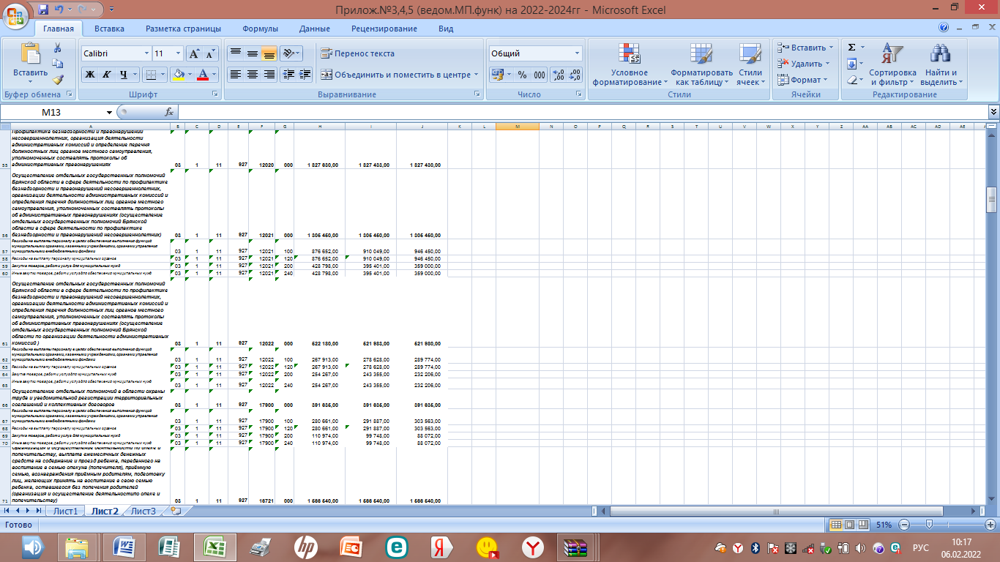 Прилож.№3,4,5 (ведом.МП.функ) на 2022-2024гг - Microsoft Excel
Главная Вставка Разметка страницы Формулы Данные Рецензирование Вид
Вставить
Буфер обмена
Calibri 11
Ж К Ч
Шрифт
Перенос текста
Объединить и поместить в центре
Выравнивание
Общий
% 000
Число
Условное форматирование
Форматировать как таблицу
Стили ячеек
Стили
Вставить
Удалить
Формат
Ячейки
Сортировка и фильтр
Найти и выделить
Редактирование
M13 fx
A B C D E F G H I J K L M N O P Q R S T U V W X Y Z AA AB AC AD AE
Профилактика безнадзорности и правонарушений
несовершеннолетних, организация деятельности
административных комиссий и определение перечня
должностных лиц органов местного самоуправления,
уполномоченных составлять протоколы об
55 административных правонарушениях 03 1 11 927 12020 000 1 827 630,00 1 827 433,00 1 827 430,00
Осуществление отдельных государственных полномочий
Брянской области в сфере деятельности по профилактике
безнадзорности и правонарушений несовершеннолетних,
организации деятельности административных комиссий и
определения перечня должностных лиц органов местного
самоуправления, уполномоченных составлять протоколы
об административных правонарушениях (осуществление
отдельных государственных полномочий Брянской
области в сфере деятельности по профилактике
56 безнадзорности и правонарушений несовершеннолетних) 03 1 11 927 12021 000 1 305 450,00 1 305 450,00 1 305 450,00
Расходы на выплаты персоналу в целях обеспечения выполнения функций
муниципальными органами, казенными учреждениями, органами управления
57 муниципальными внебюджетными фондами 03 1 11 927 12021 100 876 652,00 910 049,00 946 450,00
58 Расходы на выплату персоналу муниципальных органов 03 1 11 927 12021 120 876 652,00 910 049,00 946 450,00
59 Закупка товаров, работ и услуг для муниципальных нужд 03 1 11 927 12021 200 428 798,00 395 401,00 359 000,00
60 Иные закупки товаров, работ и услуг для обеспечения муниципальных нужд 03 1 11 927 12021 240 428 798,00 395 401,00 359 000,00
Осуществление отдельных государственных полномочий
Брянской области в сфере деятельности по профилактике
безнадзорности и правонарушений несовершеннолетних,
организации деятельности административных комиссий и
определения перечня должностных лиц органов местного
самоуправления, уполномоченных составлять протоколы
об административных правонарушениях (осуществление
отдельных государственных полномочий Брянской
области по организации деятельности административных
61 комиссий ) 03 1 11 927 12022 000 522 180,00 521 983,00 521 980,00
Расходы на выплаты персоналу в целях обеспечения выполнения функций
муниципальными органами, казенными учреждениями, органами управления
62 муниципальными внебюджетными фондами 03 1 11 927 12022 100 267 913,00 278 628,00 289 774,00
63 Расходы на выплату персоналу муниципальных органов 03 1 11 927 12022 120 267 913,00 278 628,00 289 774,00
64 Закупка товаров, работ и услуг для муниципальных нужд 03 1 11 927 12022 200 254 267,00 243 355,00 232 206,00
65 Иные закупки товаров, работ и услуг для обеспечения муниципальных нужд 03 1 11 927 12022 240 254 267,00 243 355,00 232 206,00
Осуществление отдельных полномочий в области охраны
труда и уведомительной регистрации территориальных
66 соглашений и коллективных договоров 03 1 11 927 17900 000 391 635,00 391 635,00 391 635,00
Расходы на выплаты персоналу в целях обеспечения выполнения функций
муниципальными органами, казенными учреждениями, органами управления
67 муниципальными внебюджетными фондами 03 1 11 927 17900 100 280 661,00 291 887,00 303 563,00
68 Расходы на выплату персоналу муниципальных органов 03 1 11 927 17900 120 280 661,00 291 887,00 303 563,00
69 Закупка товаров, работ и услуг для муниципальных нужд 03 1 11 927 17900 200 110 974,00 99 748,00 88 072,00
70 Иные закупки товаров, работ и услуг для обеспечения муниципальных нужд 03 1 11 927 17900 240 110 974,00 99 748,00 88 072,00
Организация и осуществление деятельности по опеке и
попечительству, выплата ежемесячных денежных
средств на содержание и проезд ребенка, переданного на
воспитание в семью опекуна (попечителя), приёмную
семью, вознаграждения приёмным родителям, подготовку
лиц, желающих принять на воспитание в свою семью
ребенка, оставшегося без попечения родителей
(организация и осуществление деятельностипо опеке и
71 попечительству) 03 1 11 927 16721 000 1 566 540,00 1 566 540,00 1 566 540,00
Лист1 Лист2 Лист3
Готово 51%
РУС 10:17
06.02.2022